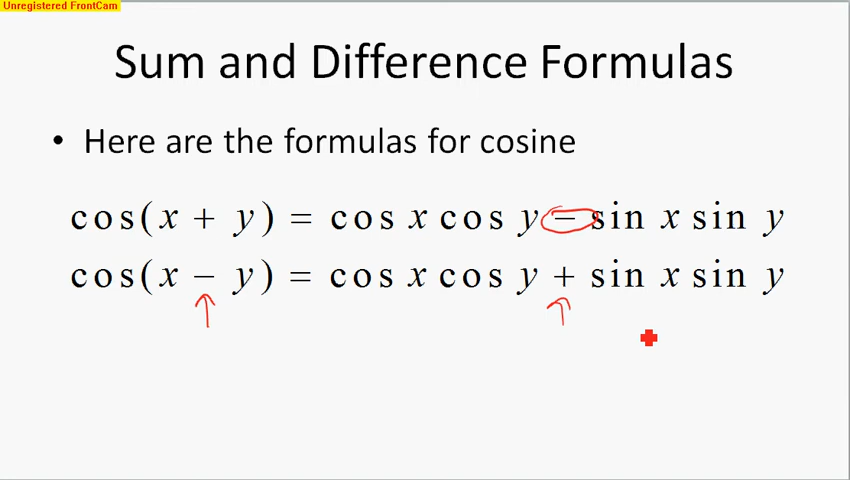 Unregistered FrontCam
Sum and Difference Formulas
• Here are the formulas for cosine
cos(x + y) = cos x cos y − sin x sin y
cos(x − y) = cos x cos y + sin x sin y